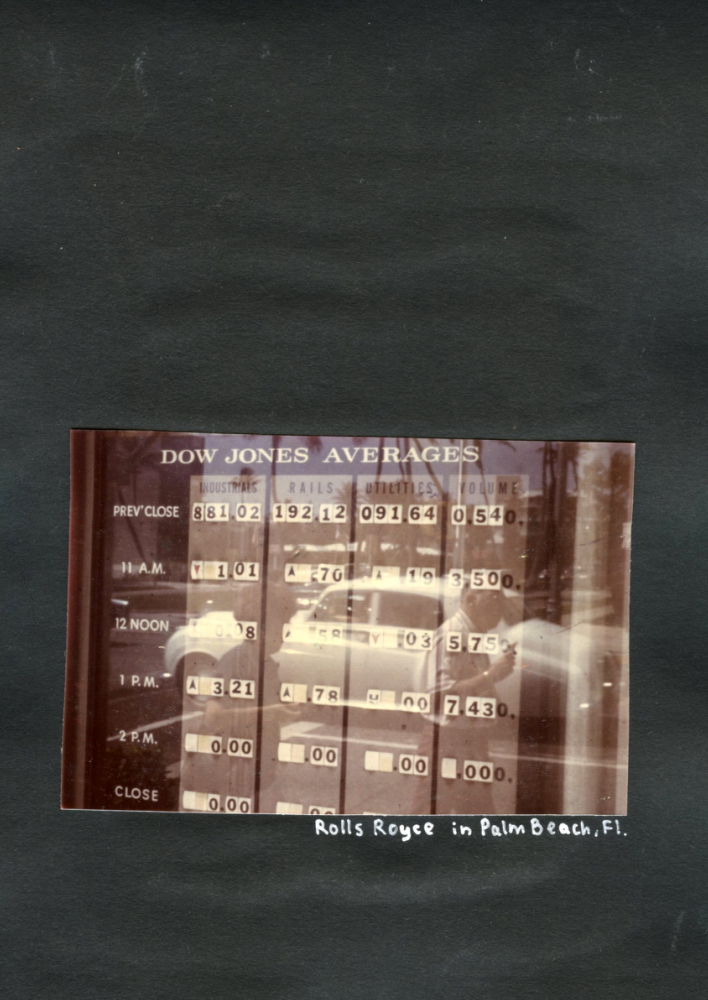 DOW JONES AVERAGES
INDUSTRIALS RAILS UTILITIES VOLUME
PREV'CLOSE 881.02 192.12 091.64 0.540.
11 A.M. Y 1.01 A .70 A .19 3.500.
12 NOON .08 .58 Y .03 5.75
1 P.M. A 3.21 A .78 .00 7.430.
2 P.M. 0.00 .00 .00 .000.
CLOSE 0.00
Rolls Royce in Palm Beach, Fl.